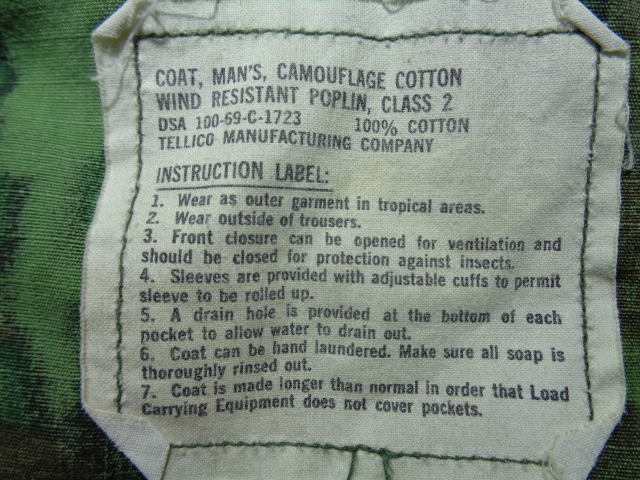 COAT, MAN'S, CAMOUFLAGE COTTON
WIND RESISTANT POPLIN, CLASS 2
DSA 100-69-C-1723 100% COTTON
TELLICO MANUFACTURING COMPANY
INSTRUCTION LABEL:
1. Wear as outer garment in tropical areas.
2. Wear outside of trousers.
3. Front closure can be opened for ventilation and
should be closed for protection against insects.
4. Sleeves are provided with adjustable cuffs to permit
sleeve to be rolled up.
5. A drain hole is provided at the bottom of each
pocket to allow water to drain out.
6. Coat can be hand laundered. Make sure all soap is
thoroughly rinsed out.
7. Coat is made longer than normal in order that Load
Carrying Equipment does not cover pockets.